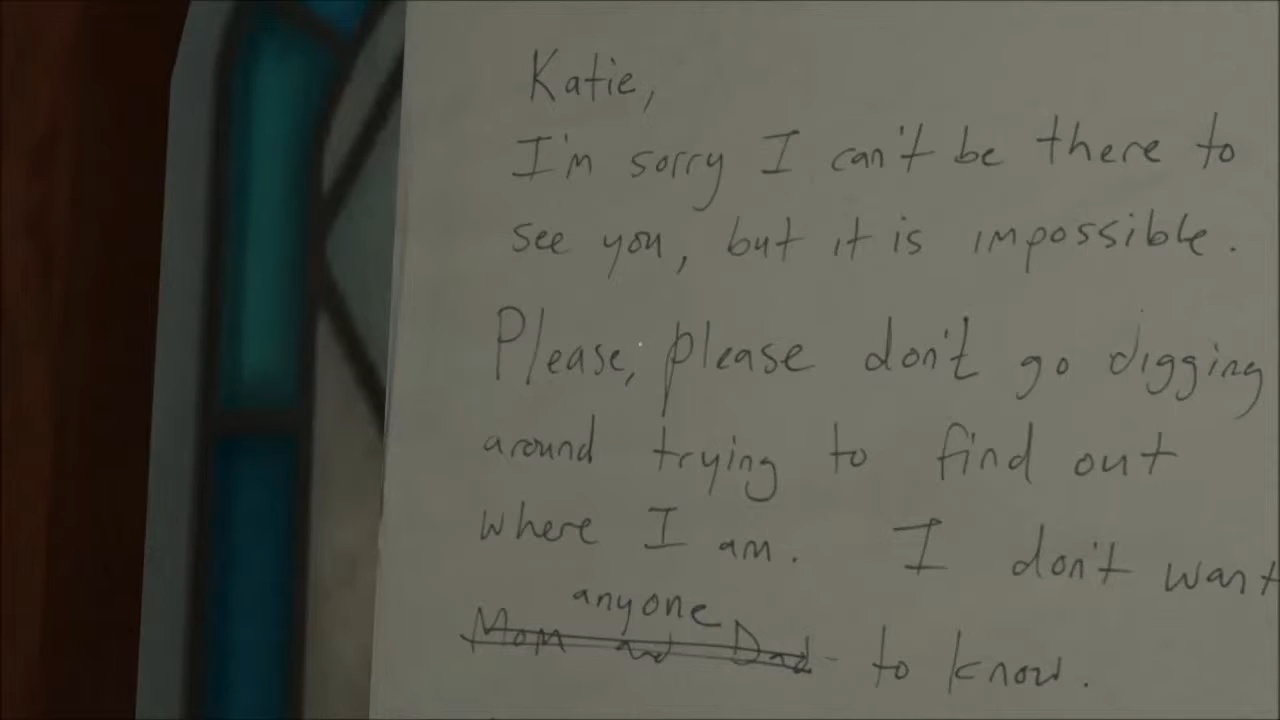 Katie,
I'm sorry I can't be there to
see you, but it is impossible.
Please, please don't go digging
around trying to find out
where I am. I don't want
anyone
Mom and Dad to know.